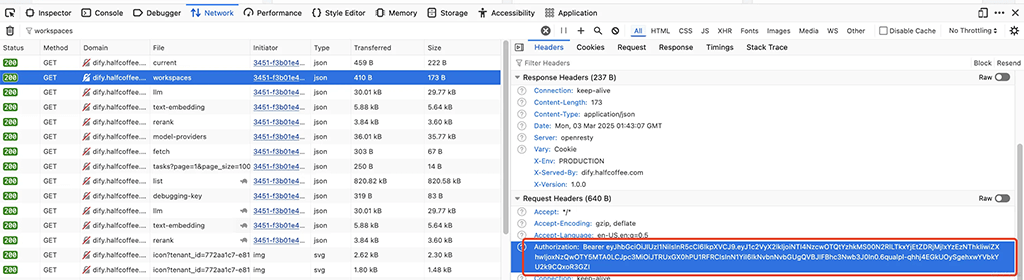 Inspector Console Debugger Network Performance Style Editor Memory Storage Accessibility Application
workspaces All HTML CSS JS XHR Fonts Images Media WS Other Disable Cache No Throttling
Status Method Domain File Initiator Type Transferred Size
Headers Cookies Request Response Timings Stack Trace
200 GET dify.halfcoffee.... current 3451-f3b01e4... json 459 B 222 B
200 GET dify.halfcoffee.... workspaces 3451-f3b01e4... json 410 B 173 B
200 GET dify.halfcoffee.... llm 3451-f3b01e4... json 30.01 kB 29.77 kB
200 GET dify.halfcoffee.... text-embedding 3451-f3b01e4... json 5.88 kB 5.64 kB
200 GET dify.halfcoffee.... rerank 3451-f3b01e4... json 3.84 kB 3.60 kB
200 GET dify.halfcoffee.... model-providers 3451-f3b01e4... json 36.01 kB 35.77 kB
200 GET dify.halfcoffee.... fetch 3451-f3b01e4... json 303 B 67 B
200 GET dify.halfcoffee.... tasks?page=1&page_size=100 3451-f3b01e4... json 250 B 14 B
200 GET dify.halfcoffee.... list 3451-f3b01e4... json 820.82 kB 820.58 kB
200 GET dify.halfcoffee.... debugging-key 3451-f3b01e4... json 319 B 83 B
200 GET dify.halfcoffee.... llm 3451-f3b01e4... json 30.01 kB 29.77 kB
200 GET dify.halfcoffee.... text-embedding 3451-f3b01e4... json 5.88 kB 5.64 kB
200 GET dify.halfcoffee.... rerank 3451-f3b01e4... json 3.84 kB 3.60 kB
200 GET dify.halfcoffee.... icon?tenant_id=772aa1c7-e81 img svg 2.62 kB 2.30 kB
200 GET dify.halfcoffee.... icon?tenant_id=772aa1c7-e81 img svg 1.80 kB 1.48 kB
Filter Headers Block Resend
Response Headers (237 B) Raw
Connection: keep-alive
Content-Length: 173
Content-Type: application/json
Date: Mon, 03 Mar 2025 01:43:07 GMT
Server: openresty
Vary: Cookie
X-Env: PRODUCTION
X-Served-By: dify.halfcoffee.com
X-Version: 1.0.0
Request Headers (640 B) Raw
Accept: */*
Accept-Encoding: gzip, deflate
Accept-Language: en-US,en;q=0.5
Authorization: Bearer
Connection: keep-alive